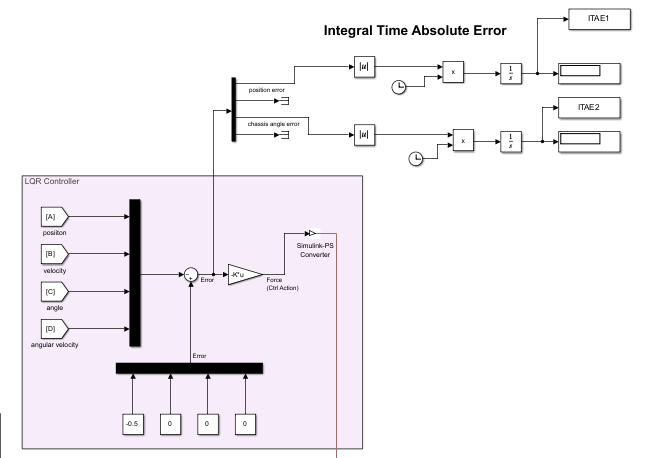 Integral Time Absolute Error
ITAE1
|u|
position error
x
1
s
ITAE2
chassis angle error
|u|
x
1
s
LQR Controller
[A]
posiiton
[B]
velocity
[C]
angle
[D]
angular velocity
Error
-K*u
Force
(Ctrl Action)
Simulink-PS
Converter
Error
-0.5
0
0
0